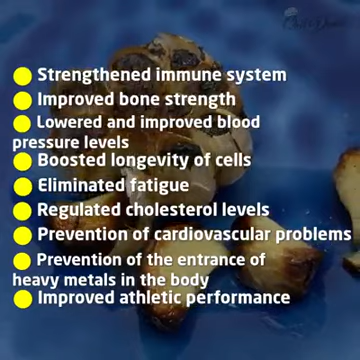 Strengthened immune system
Improved bone strength
Lowered and improved blood
pressure levels
Boosted longevity of cells
Eliminated fatigue
Regulated cholesterol levels
Prevention of cardiovascular problems
Prevention of the entrance of
heavy metals in the body
Improved athletic performance